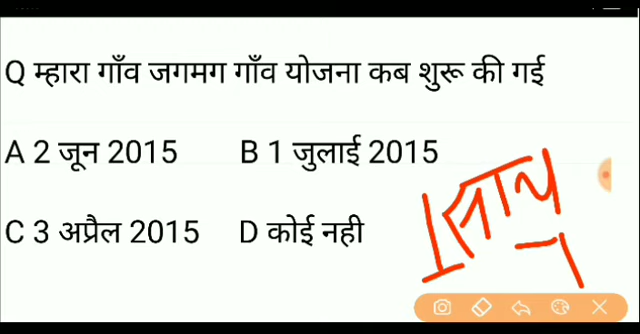 Q म्हारा गाँव जगमग गाँव योजना कब शुरू की गई
A 2 जून 2015 B 1 जुलाई 2015
C 3 अप्रैल 2015 D कोई नही